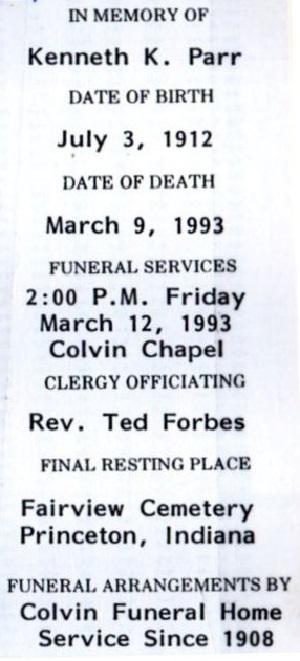 IN MEMORY OF
Kenneth K. Parr
DATE OF BIRTH
July 3, 1912
DATE OF DEATH
March 9, 1993
FUNERAL SERVICES
2:00 P.M. Friday
March 12, 1993
Colvin Chapel
CLERGY OFFICIATING
Rev. Ted Forbes
FINAL RESTING PLACE
Fairview Cemetery
Princeton, Indiana
FUNERAL ARRANGEMENTS BY
Colvin Funeral Home
Service Since 1908